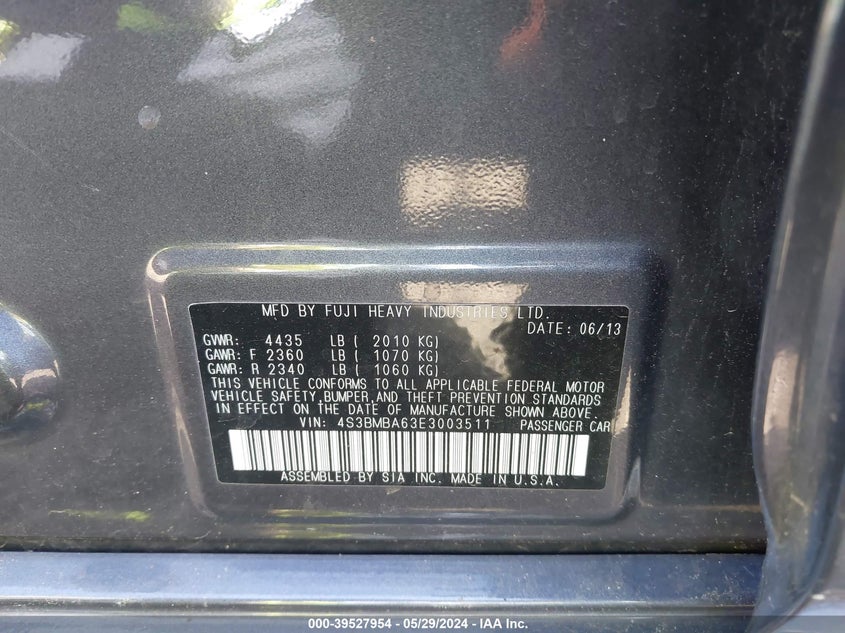 MFD BY FUJI HEAVY INDUSTRIES LTD.
DATE: 06/13
GVWR: 4435 LB ( 2010 KG)
GAWR: F 2360 LB ( 1070 KG)
GAWR: R 2340 LB ( 1060 KG)
THIS VEHICLE CONFORMS TO ALL APPLICABLE FEDERAL MOTOR
VEHICLE SAFETY, BUMPER, AND THEFT PREVENTION STANDARDS
IN EFFECT ON THE DATE OF MANUFACTURE SHOWN ABOVE.
VIN: 4S3BMBA63E3003511 PASSENGER CAR
ASSEMBLED BY SIA INC. MADE IN U.S.A.
000-39527954 - 05/29/2024 - IAA Inc.